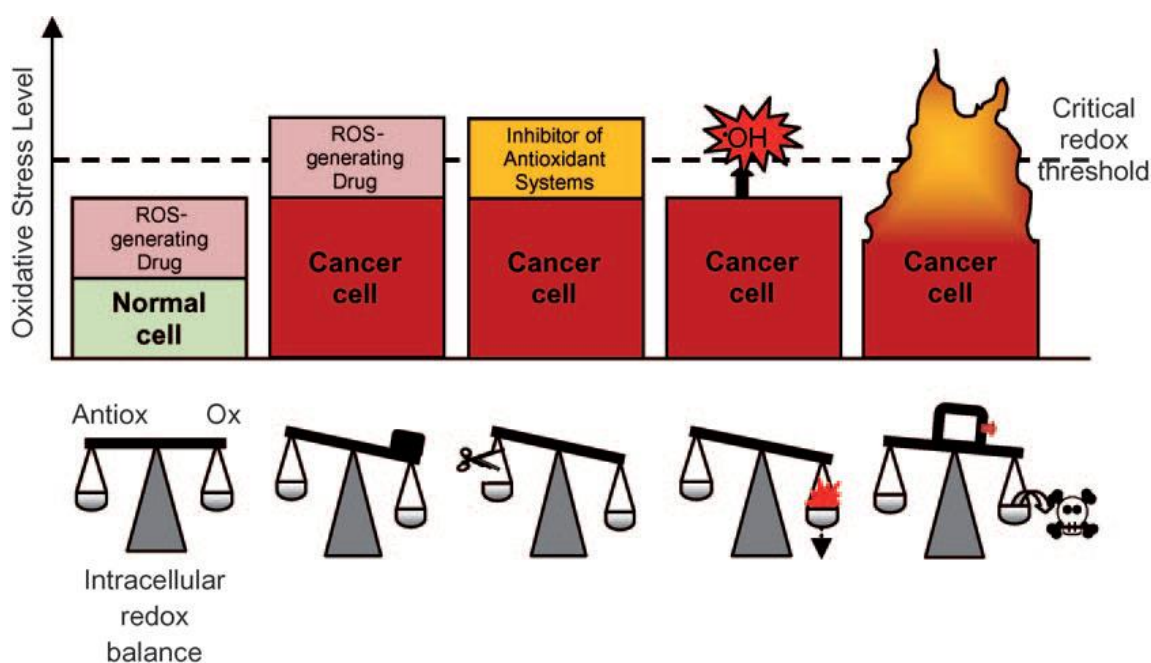 Oxidative Stress Level
ROS-
generating
Drug
Normal
cell
ROS-
generating
Drug
Cancer
cell
Inhibitor of
Antioxidant
Systems
Cancer
cell
·OH
Cancer
cell
Cancer
cell
Critical
redox
threshold
Antiox
Ox
Intracellular
redox
balance